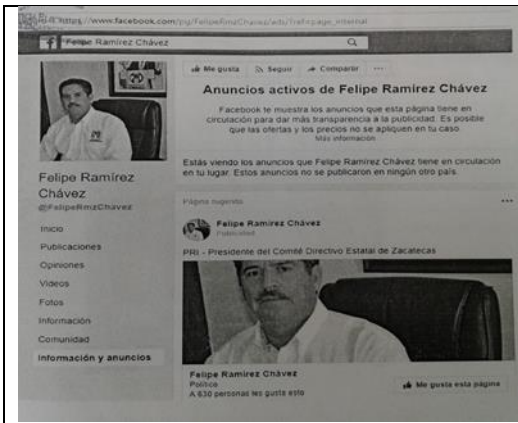 https://www.facebook.com/pg/FelipeRmzChavez/ads/?ref=page_internal
Felipe Ramírez Chávez
Me gusta Seguir Compartir ...
Anuncios activos de Felipe Ramírez Chávez
Facebook te muestra los anuncios que esta página tiene en
circulación para dar más transparencia a la publicidad. Es posible
que las ofertas y los precios no se apliquen en tu caso.
Más información
Estás viendo los anuncios que Felipe Ramírez Chávez tiene en circulación
en tu lugar. Estos anuncios no se publicaron en ningún otro país.
Felipe Ramírez
Chávez
@FelipeRmzChavez
Inicio
Publicaciones
Opiniones
Videos
Fotos
Información
Comunidad
Información y anuncios
Página sugerida ...
Felipe Ramírez Chávez
Publicidad
PRI - Presidente del Comité Directivo Estatal de Zacatecas
Felipe Ramírez Chávez
Político
A 630 personas les gusta esto
Me gusta esta página